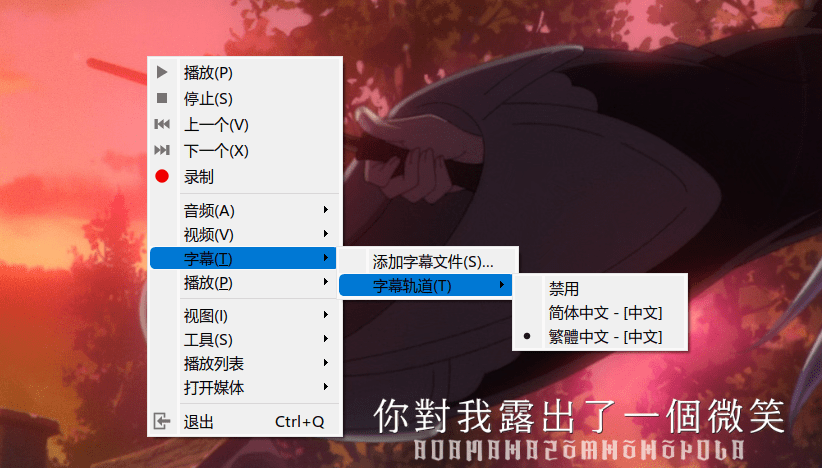 播放(P)
停止(S)
上一个(V)
下一个(X)
录制
音频(A)
视频(V)
字幕(T)
播放(P)
视图(I)
工具(S)
播放列表
打开媒体
退出 Ctrl+Q
添加字幕文件(S)...
字幕轨道(T)
禁用
简体中文 - [中文]
繁體中文 - [中文]
你對我露出了一個微笑